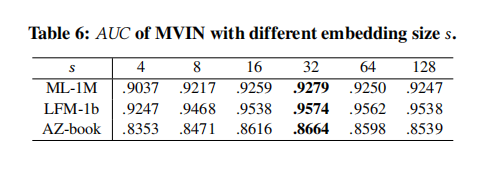 Table 6: AUC of MVIN with different embedding size s.
s 4 8 16 32 64 128
ML-1M .9037 .9217 .9259 .9279 .9250 .9247
LFM-1b .9247 .9468 .9538 .9574 .9562 .9538
AZ-book .8353 .8471 .8616 .8664 .8598 .8539